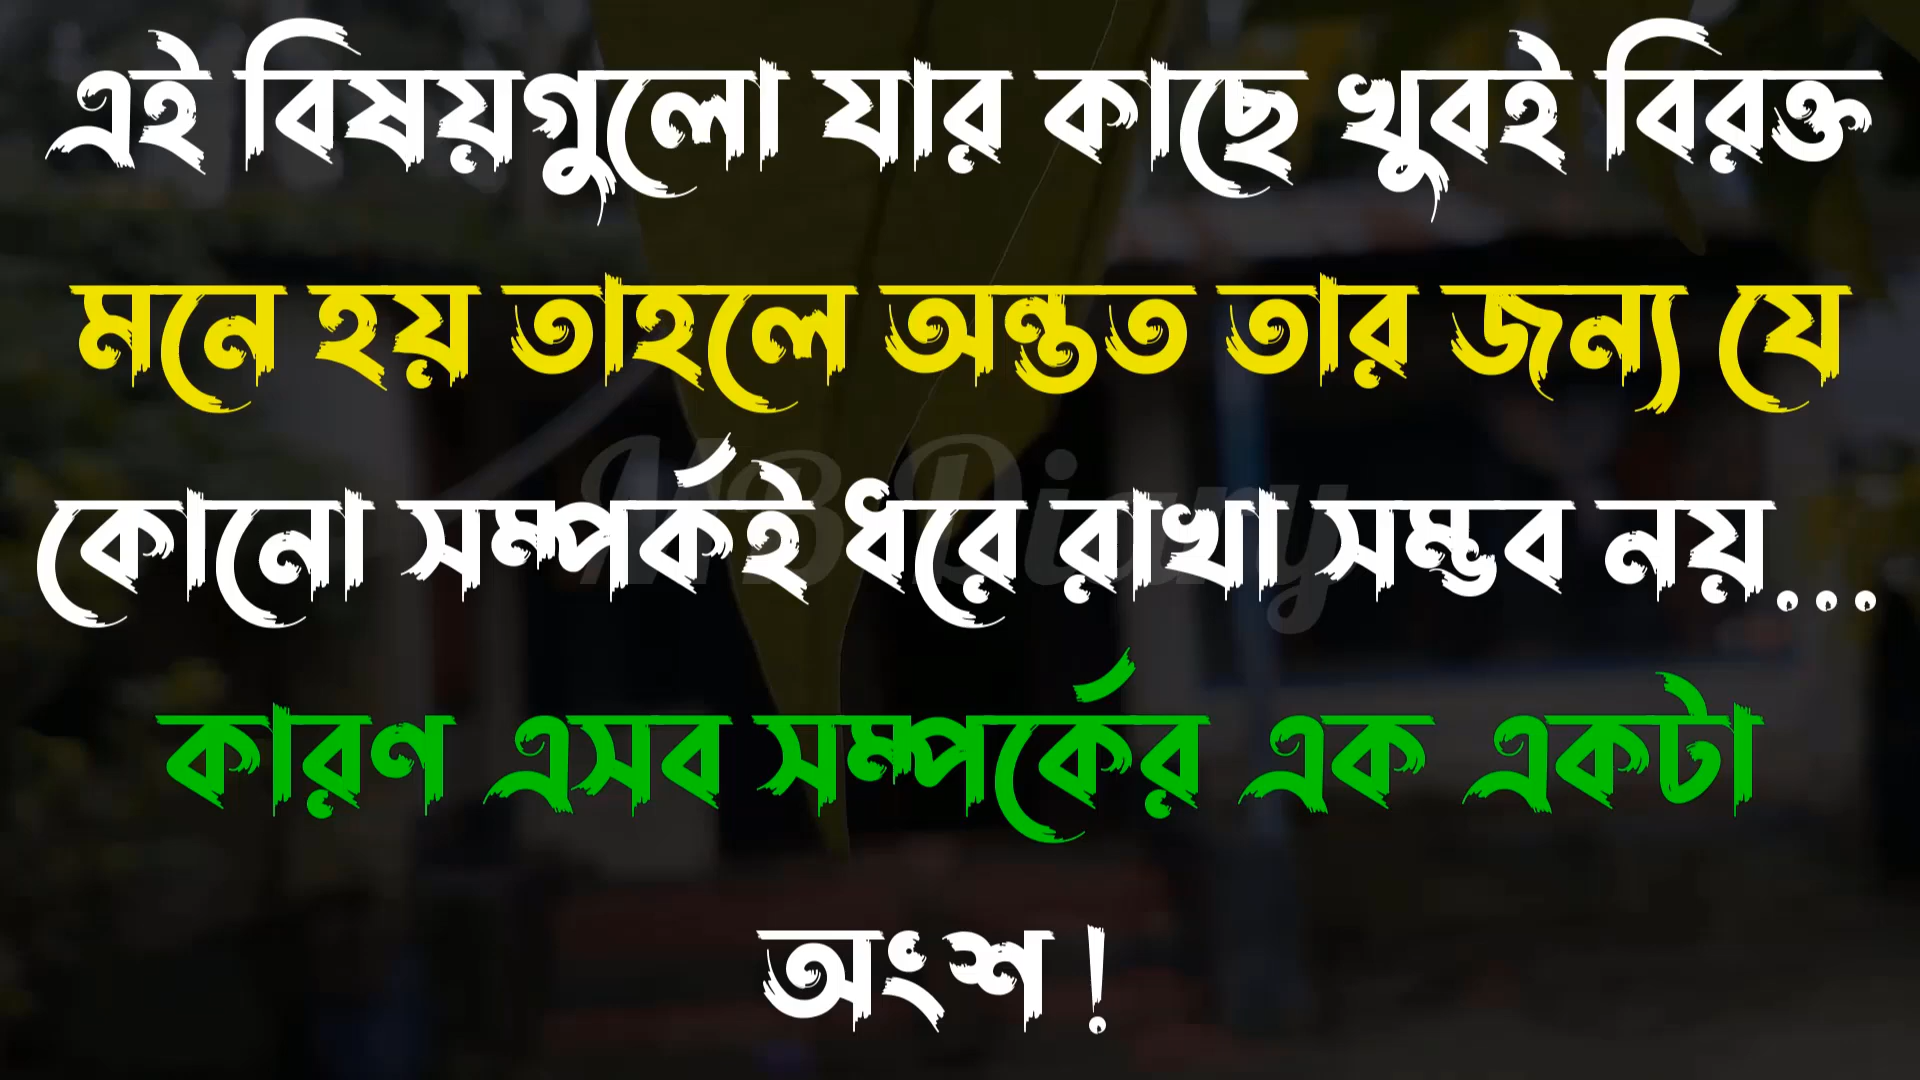 এই বিষয়গুলো যার কাছে খুবই বিরক্ত
মনে হয় তাহলে অন্তত তার জন্য যে
কোনো সম্পর্কই ধরে রাখা সম্ভব নয়...
কারণ এসব সম্পর্কের এক একটা
অংশ !